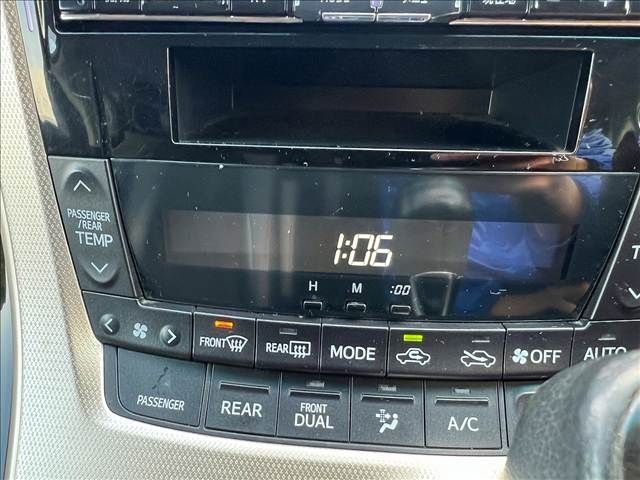 PASSENGER
/REAR
TEMP
1:06
H M :00
FRONT
REAR
MODE
OFF
AUTO
PASSENGER
REAR
FRONT
DUAL
A/C